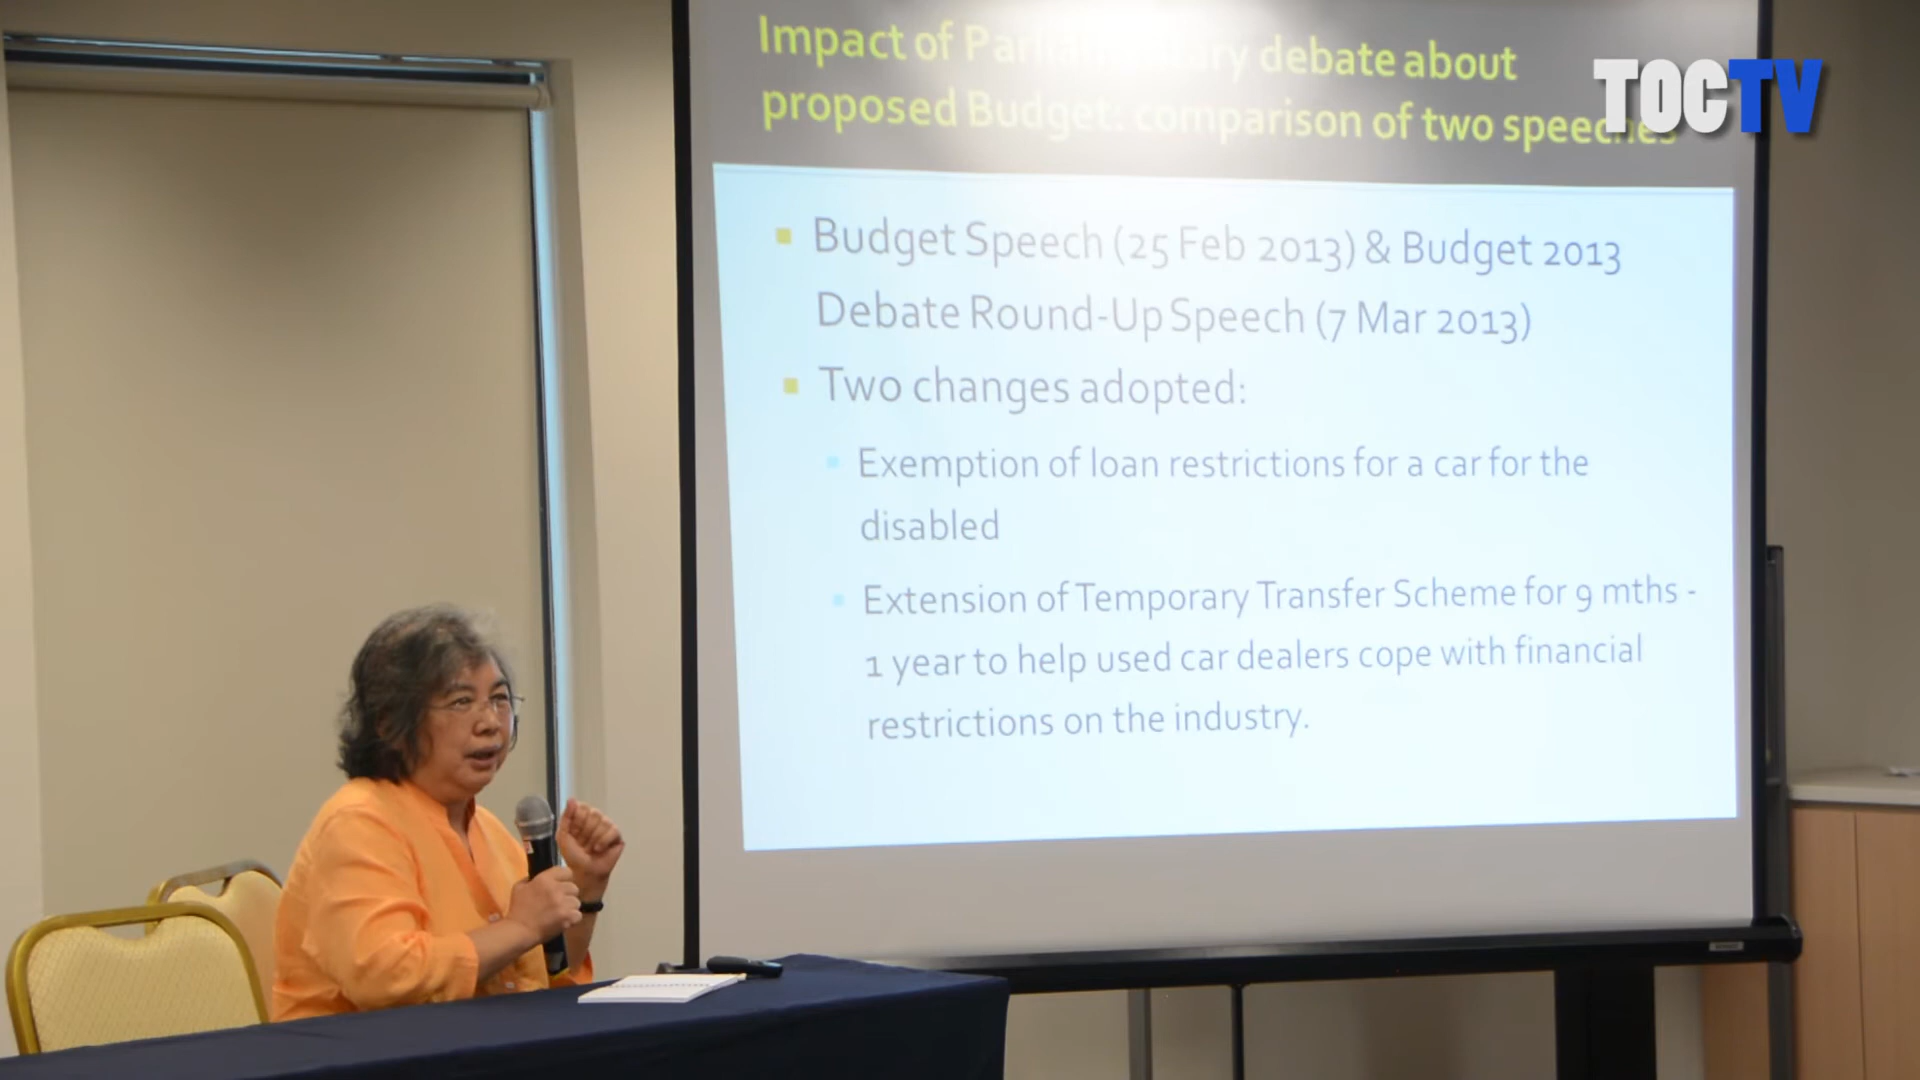 Impact of Parliamentary debate about
TOCTV
proposed Budget: comparison of two speeches
Budget Speech (25 Feb 2013) & Budget 2013
Debate Round-Up Speech (7 Mar 2013)
Two changes adopted:
Exemption of loan restrictions for a car for the
disabled
Extension of Temporary Transfer Scheme for 9 mths -
1 year to help used car dealers cope with financial
restrictions on the industry.